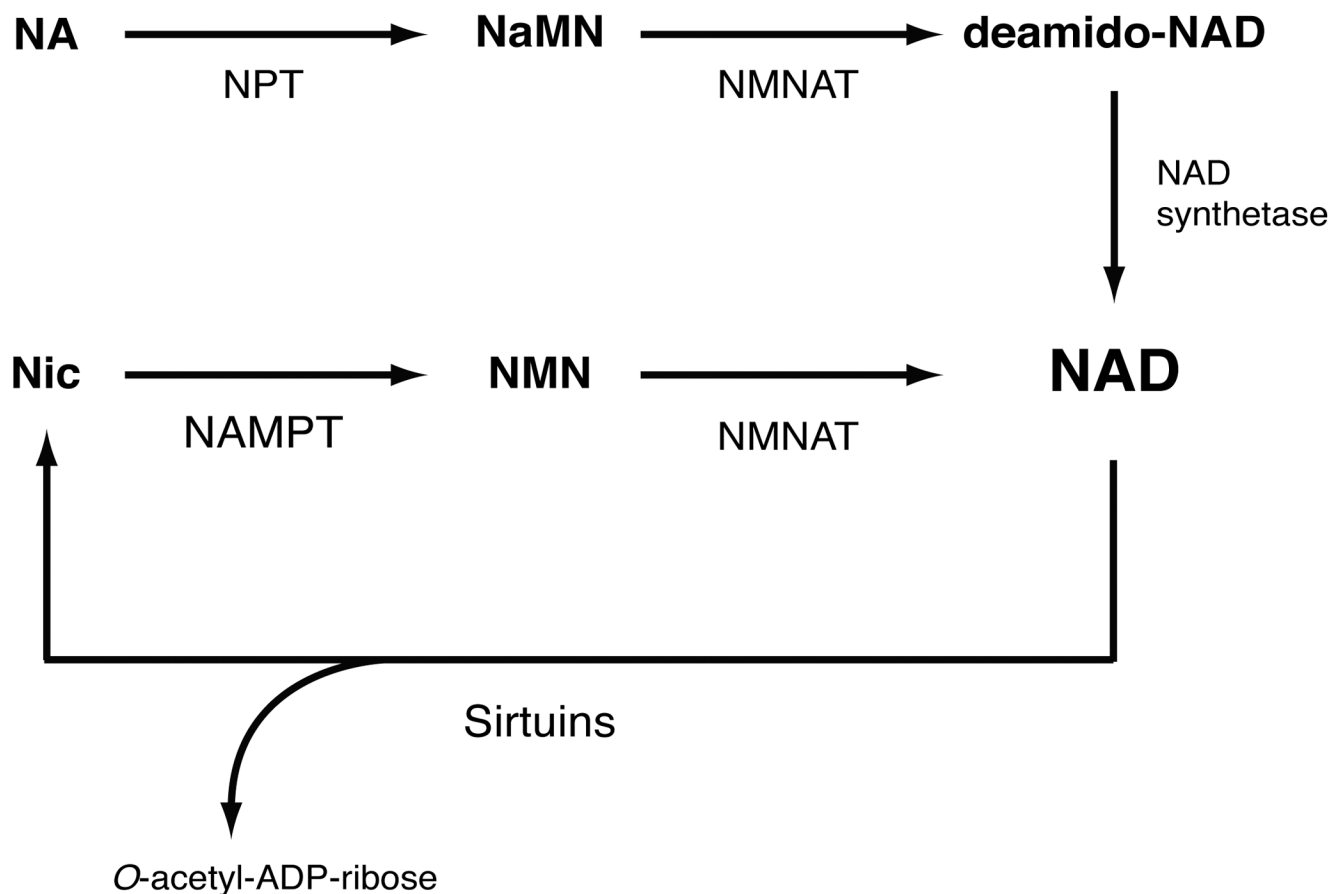 NA
NaMN
deamido-NAD
NPT
NMNAT
NAD
synthetase
Nic
NMN
NAD
NAMPT
NMNAT
Sirtuins
O-acetyl-ADP-ribose